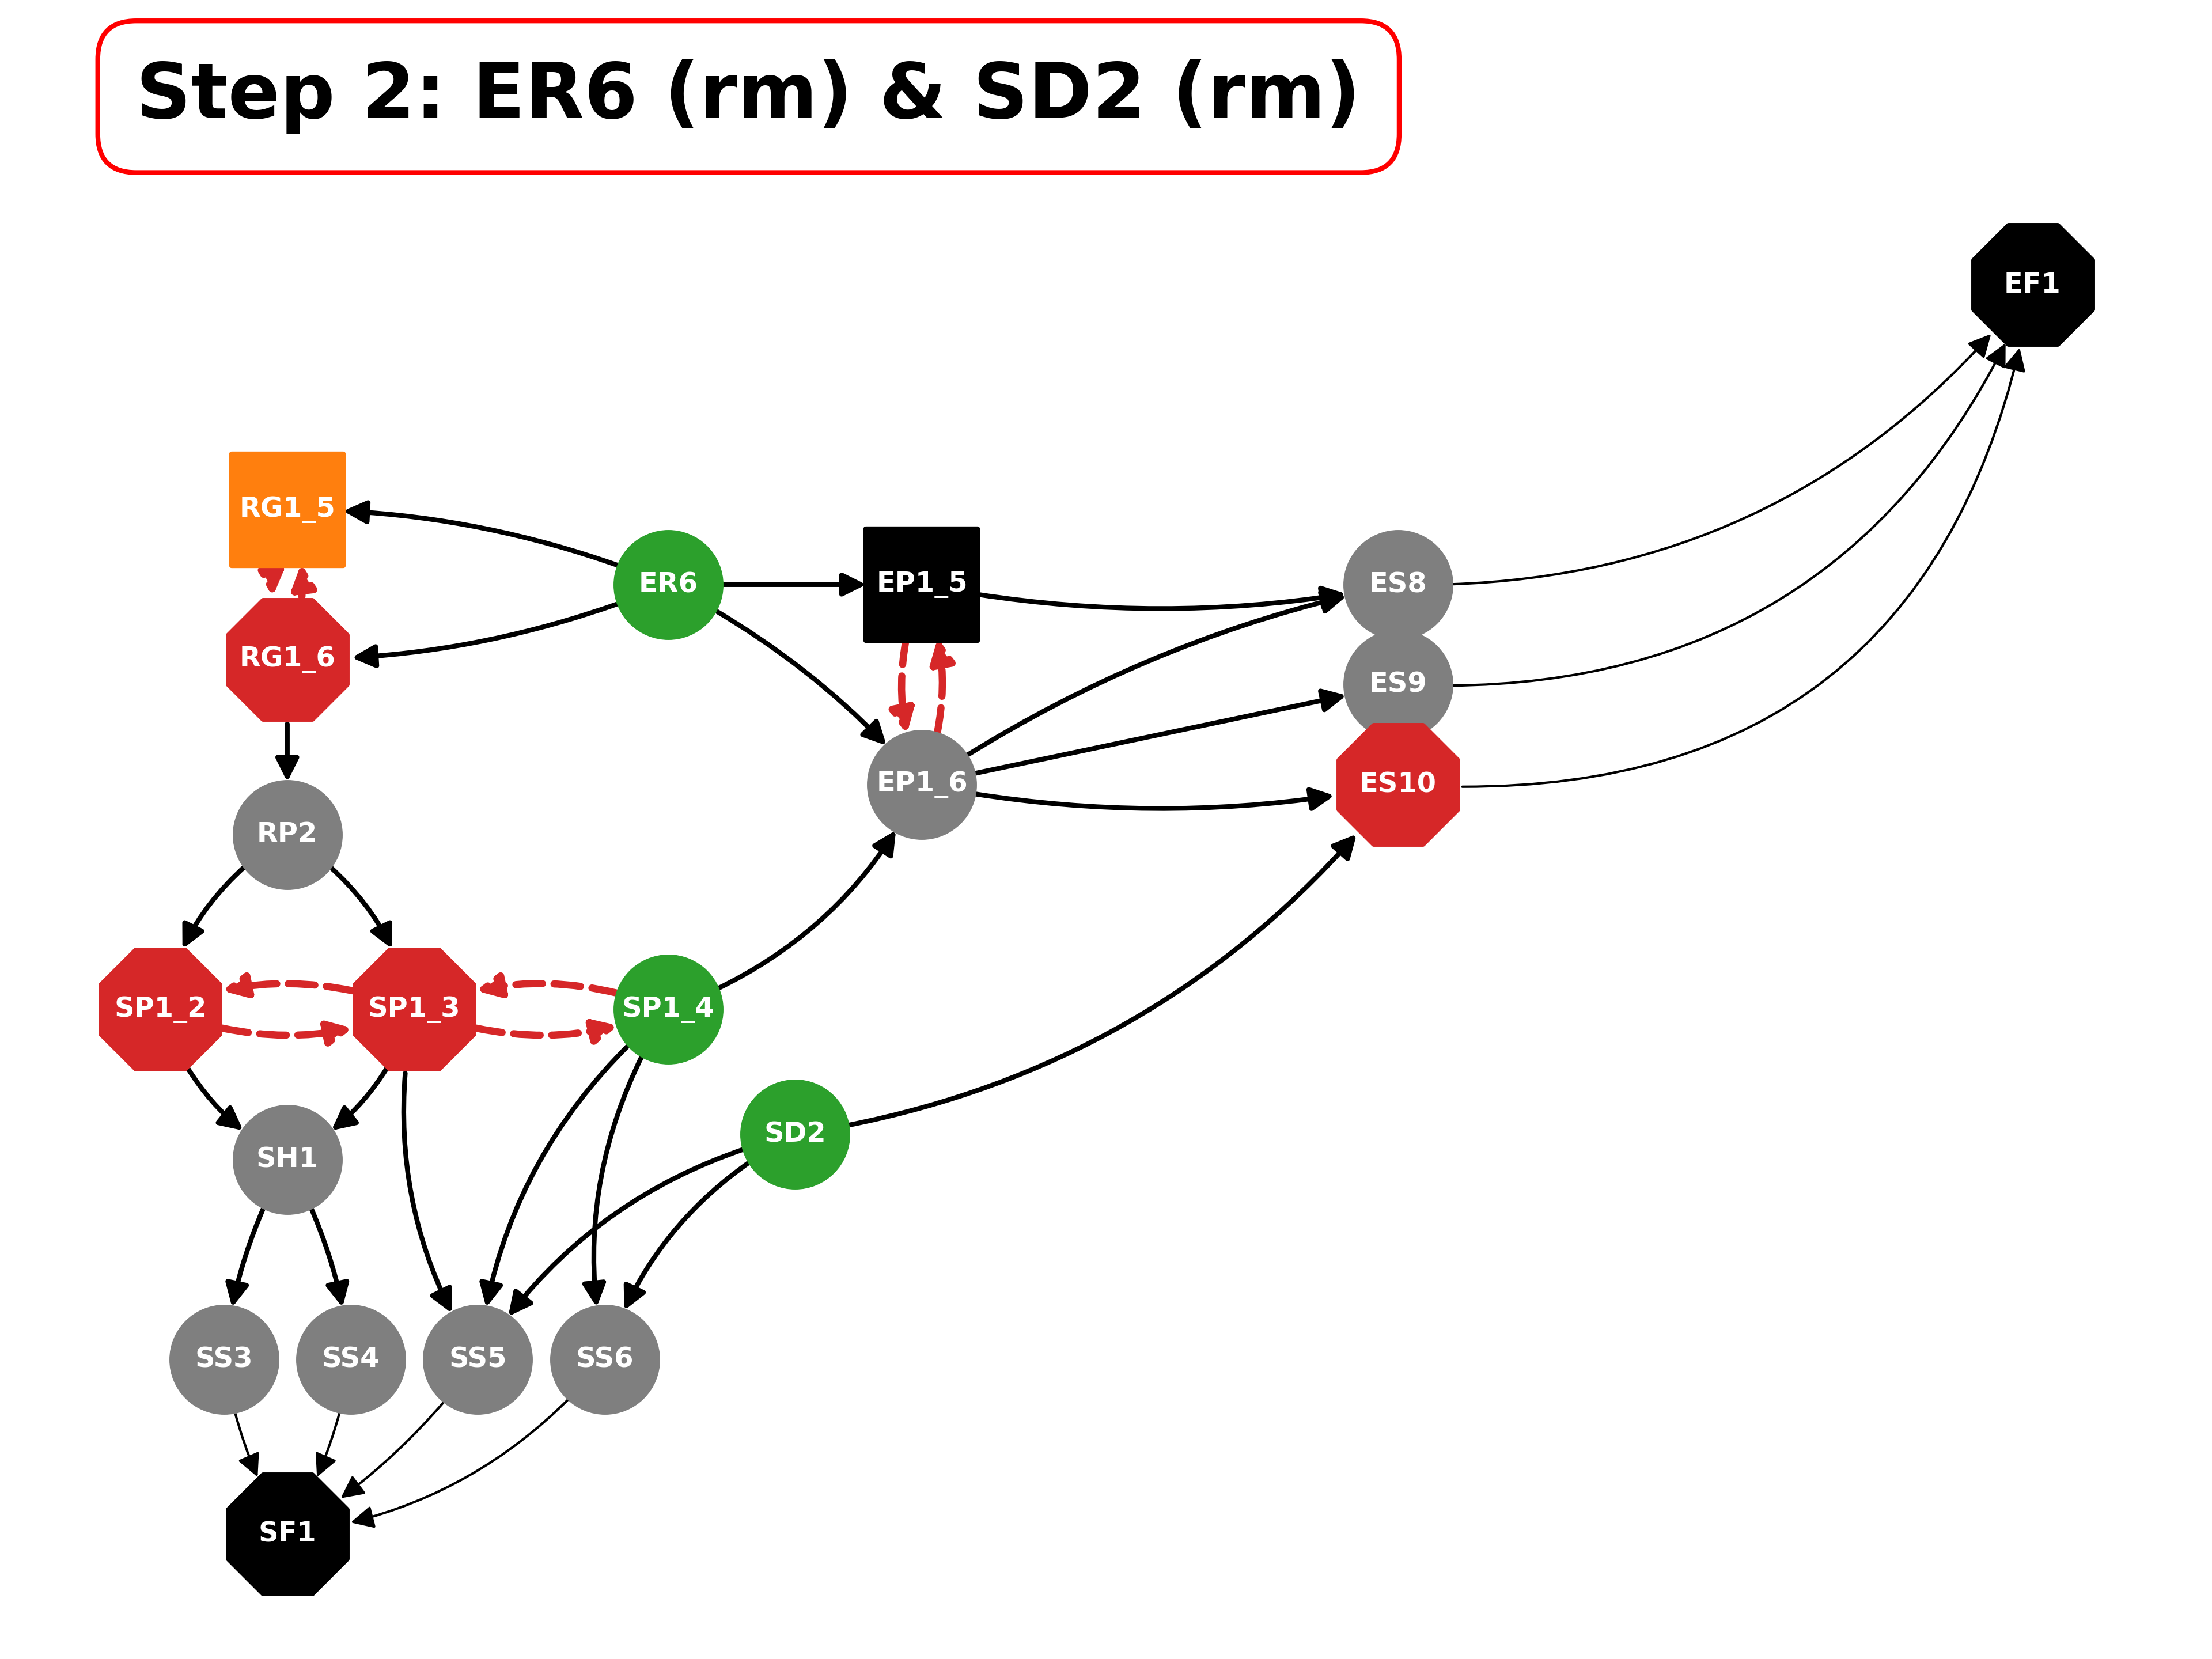 Step 2: ER6 (rm) & SD2 (rm)
EF1
RG1_5
ER6
EP1_5
ES8
RG1_6
ES9
EP1_6
ES10
RP2
SP1_2
SP1_3
SP1_4
SD2
SH1
SS3
SS4
SS5
SS6
SF1